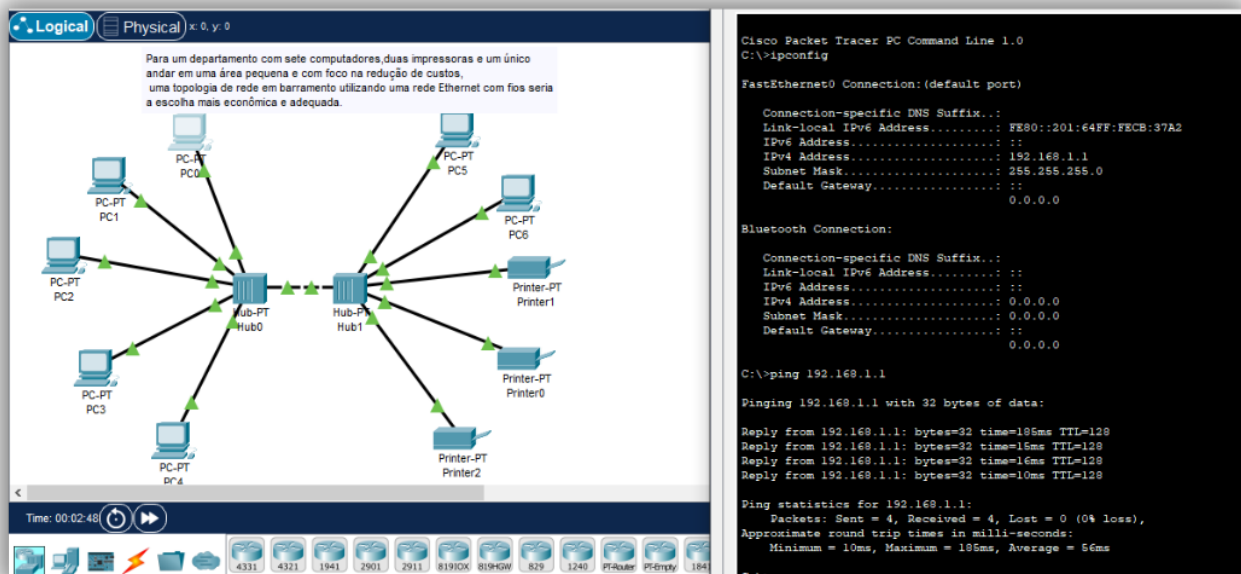 Logical Physical x: 0, y: 0
Para um departamento com sete computadores,duas impressoras e um único
andar em uma área pequena e com foco na redução de custos,
uma topologia de rede em barramento utilizando uma rede Ethernet com fios seria
a escolha mais econômica e adequada.
PC-PT
PC0
PC-PT
PC5
PC-PT
PC1
PC-PT
PC6
PC-PT
PC2
Printer-PT
Printer1
Hub-PT
Hub0
Hub-PT
Hub1
PC-PT
PC3
Printer-PT
Printer0
PC-PT
PC4
Printer-PT
Printer2
Time: 00:02:48
4331 4321 1941 2901 2911 819IOX 819HGW 829 1240 PT-Router PT-Empty 1841
Cisco Packet Tracer PC Command Line 1.0
C:\>ipconfig
FastEthernet0 Connection:(default port)
Connection-specific DNS Suffix..:
Link-local IPv6 Address.........: FE80::201:64FF:FECB:37A2
IPv6 Address....................: ::
IPv4 Address....................: 192.168.1.1
Subnet Mask.....................: 255.255.255.0
Default Gateway.................: ::
0.0.0.0
Bluetooth Connection:
Connection-specific DNS Suffix..:
Link-local IPv6 Address.........: ::
IPv6 Address....................: ::
IPv4 Address....................: 0.0.0.0
Subnet Mask.....................: 0.0.0.0
Default Gateway.................: ::
0.0.0.0
C:\>ping 192.168.1.1
Pinging 192.168.1.1 with 32 bytes of data:
Reply from 192.168.1.1: bytes=32 time=185ms TTL=128
Reply from 192.168.1.1: bytes=32 time=15ms TTL=128
Reply from 192.168.1.1: bytes=32 time=16ms TTL=128
Reply from 192.168.1.1: bytes=32 time=10ms TTL=128
Ping statistics for 192.168.1.1:
Packets: Sent = 4, Received = 4, Lost = 0 (0% loss),
Approximate round trip times in milli-seconds:
Minimum = 10ms, Maximum = 185ms, Average = 56ms